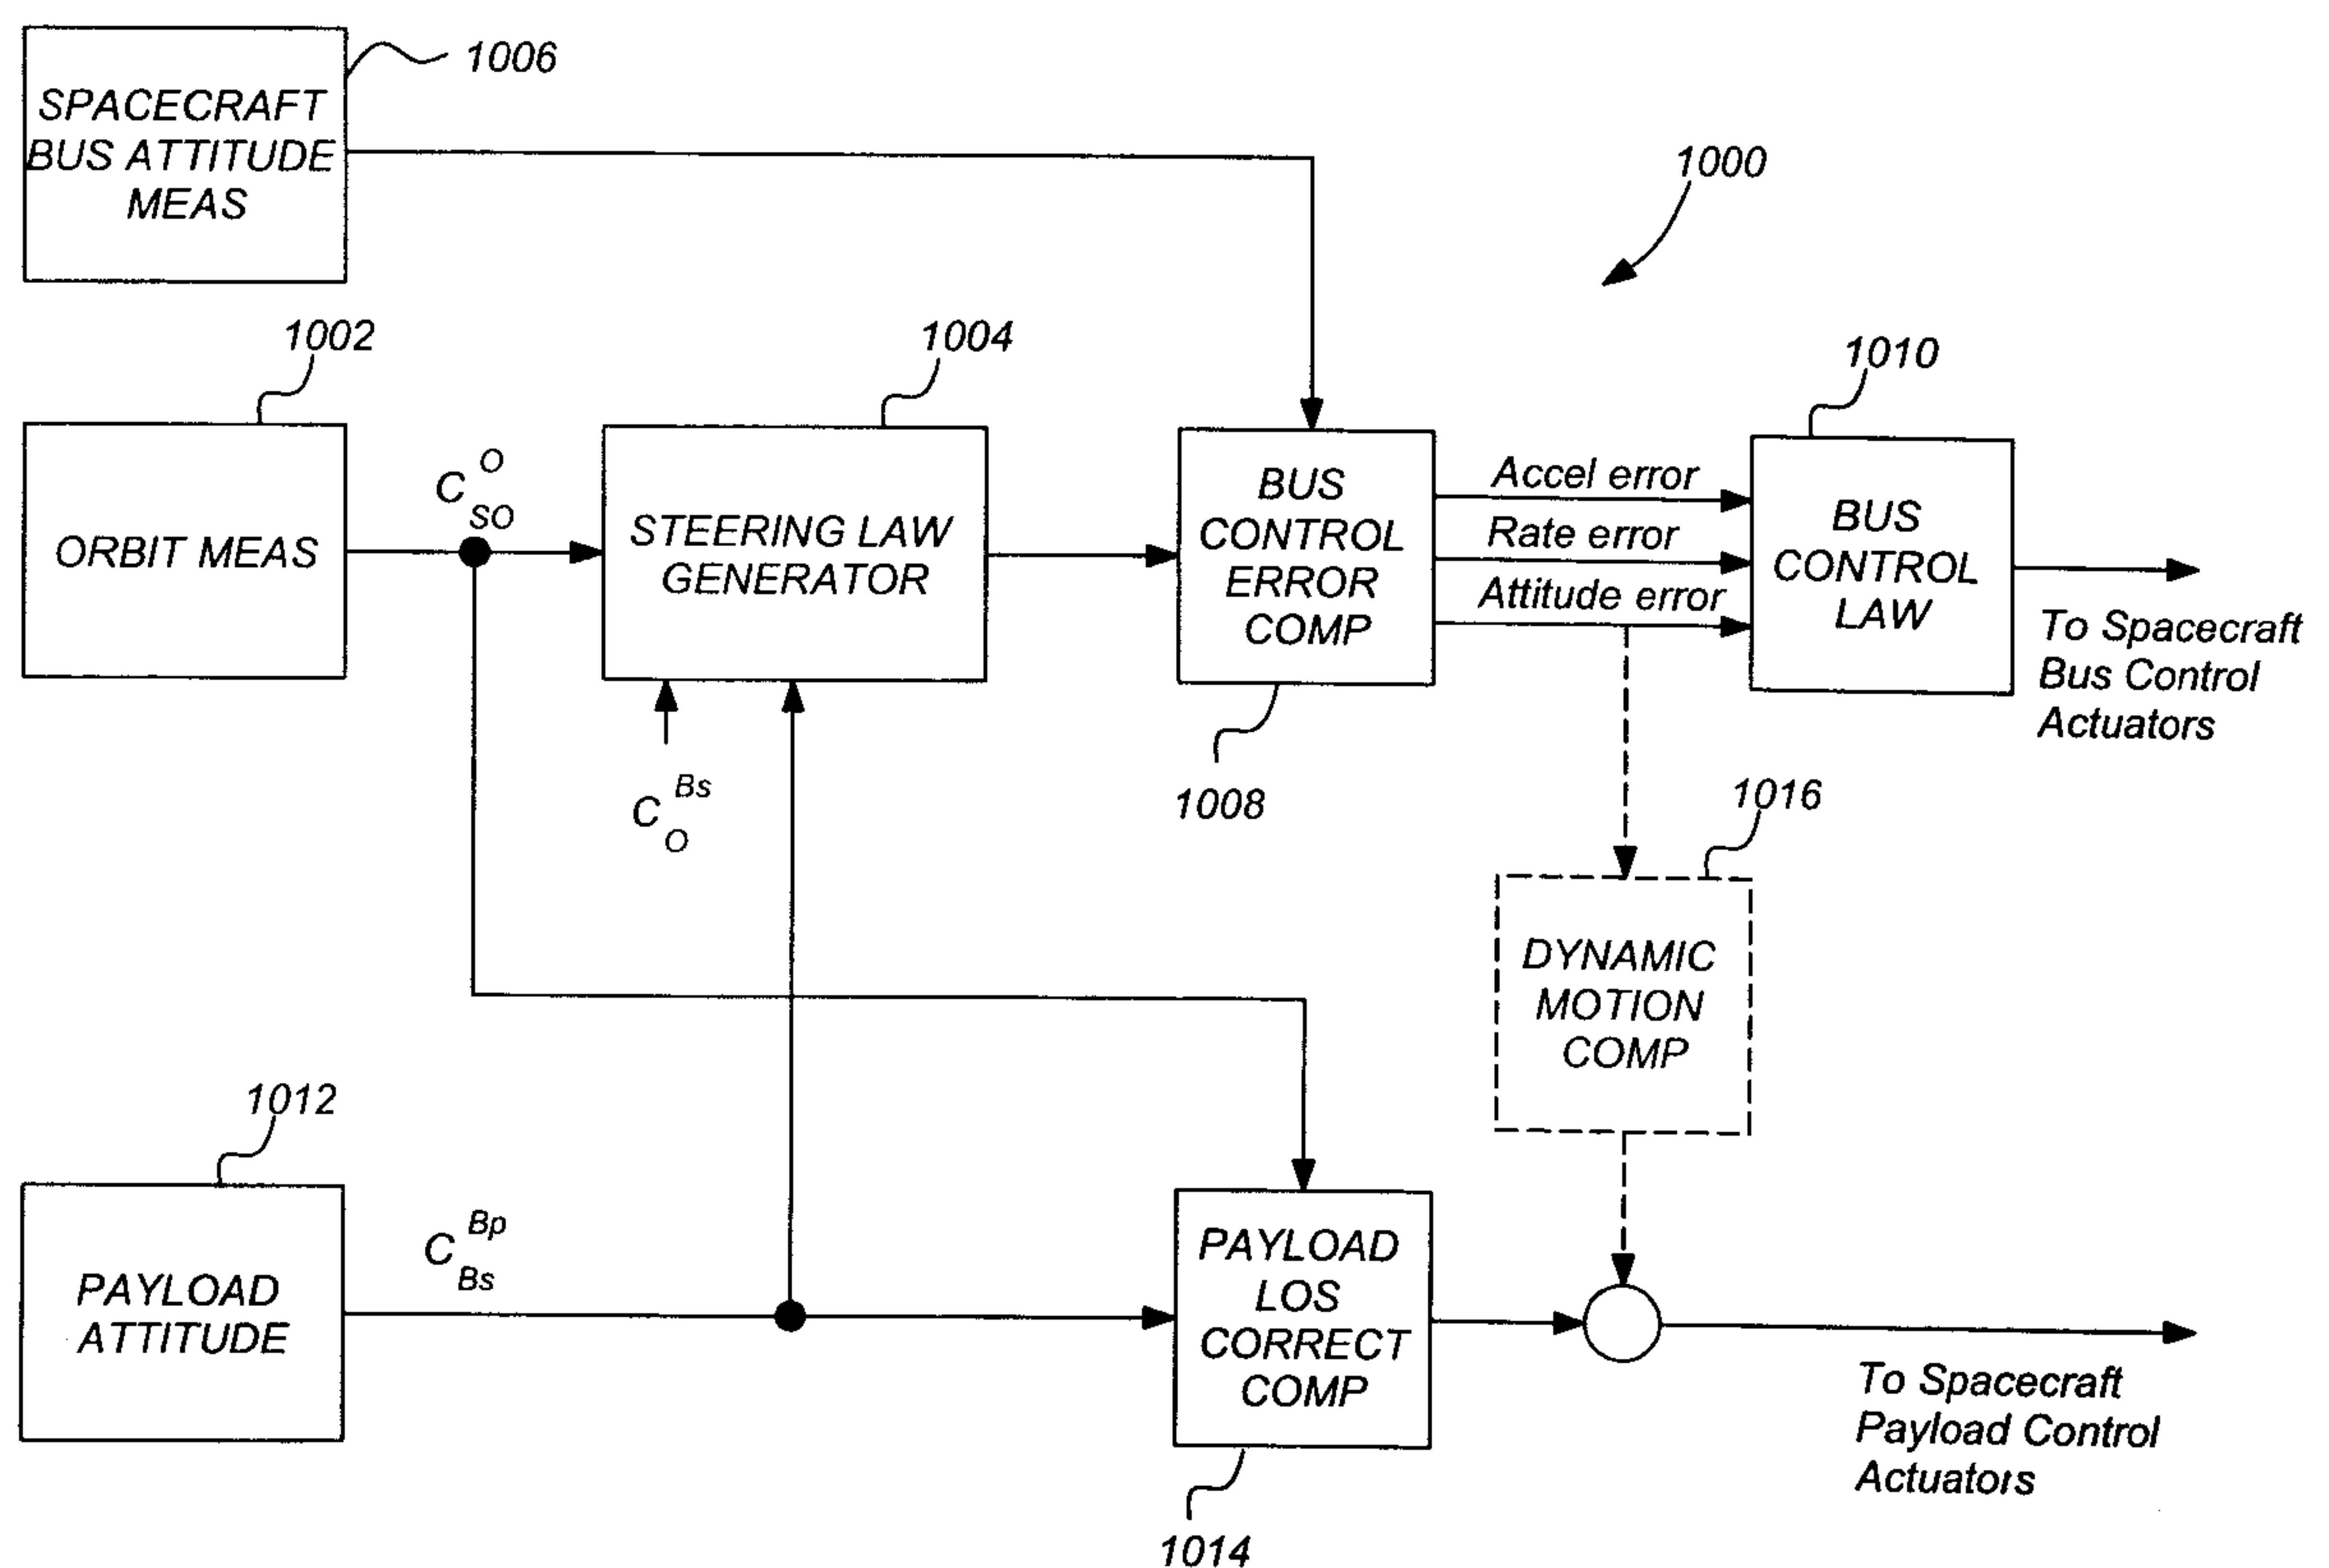 1006
SPACECRAFT
BUS ATTITUDE
MEAS
1000
1002
1004
1010
ORBIT MEAS
C SO O
STEERING LAW
GENERATOR
BUS
CONTROL
ERROR
COMP
Accel error
Rate error
Attitude error
BUS
CONTROL
LAW
To Spacecraft
Bus Control
Actuators
C O Bs
1008
1016
DYNAMIC
MOTION
COMP
1012
PAYLOAD
ATTITUDE
C Bs Bp
PAYLOAD
LOS
CORRECT
COMP
To Spacecraft
Payload Control
Actuators
1014